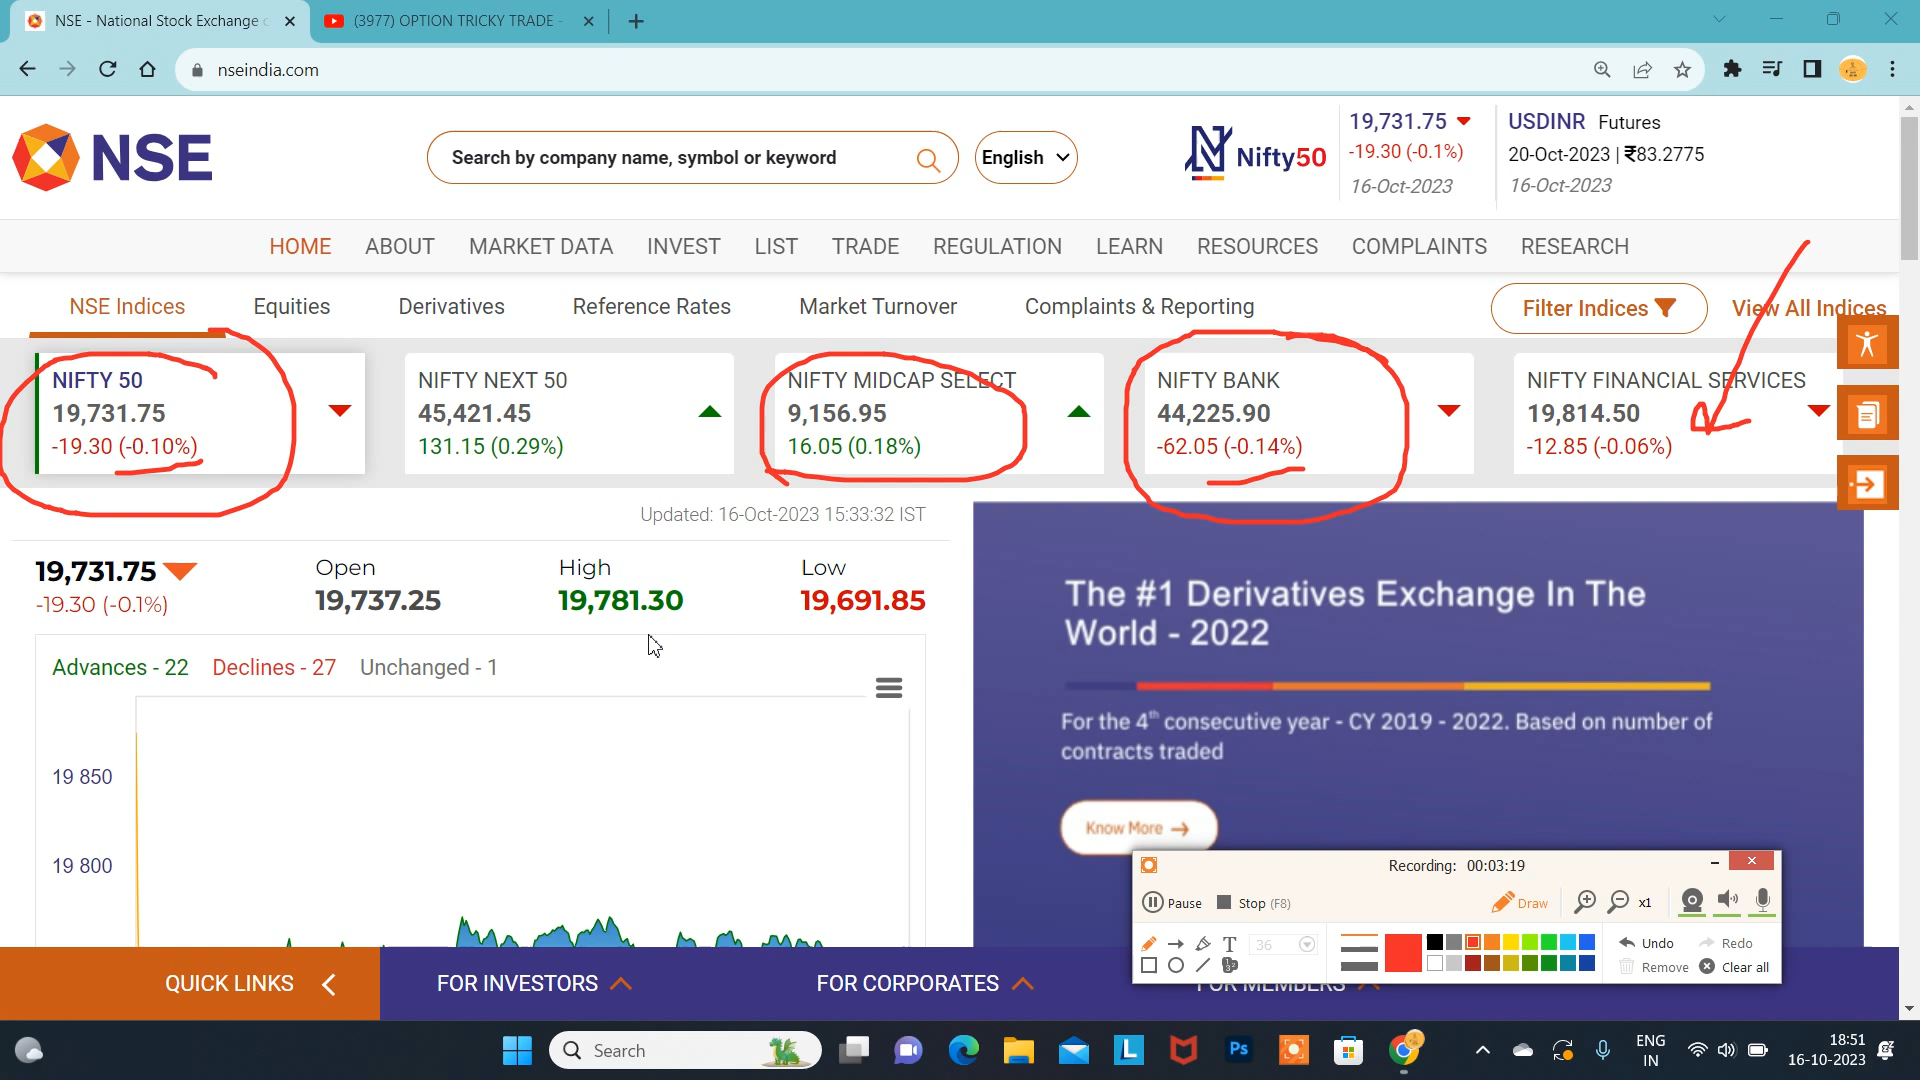 NSE - National Stock Exchange
(3977) OPTION TRICKY TRADE -
nseindia.com
NSE
Search by company name, symbol or keyword
English
Nifty50
19,731.75
-19.30 (-0.1%)
16-Oct-2023
USDINR Futures
20-Oct-2023 | ₹83.2775
16-Oct-2023
HOME ABOUT MARKET DATA INVEST LIST TRADE REGULATION LEARN RESOURCES COMPLAINTS RESEARCH
NSE Indices Equities Derivatives Reference Rates Market Turnover Complaints & Reporting
Filter Indices
View All Indices
NIFTY 50
19,731.75
-19.30 (-0.10%)
NIFTY NEXT 50
45,421.45
131.15 (0.29%)
NIFTY MIDCAP SELECT
9,156.95
16.05 (0.18%)
NIFTY BANK
44,225.90
-62.05 (-0.14%)
NIFTY FINANCIAL SERVICES
19,814.50
-12.85 (-0.06%)
Updated: 16-Oct-2023 15:33:32 IST
19,731.75
-19.30 (-0.1%)
Open
19,737.25
High
19,781.30
Low
19,691.85
Advances - 22 Declines - 27 Unchanged - 1
19 850
19 800
The #1 Derivatives Exchange In The
World - 2022
For the 4th consecutive year - CY 2019 - 2022. Based on number of
contracts traded
Know More
Recording: 00:03:19
Pause Stop (F8) Draw x1
T 36
Undo Redo
Remove Clear all
QUICK LINKS
FOR INVESTORS
FOR CORPORATES
FOR MEMBERS
Search
L
Ps
ENG
IN
18:51
16-10-2023